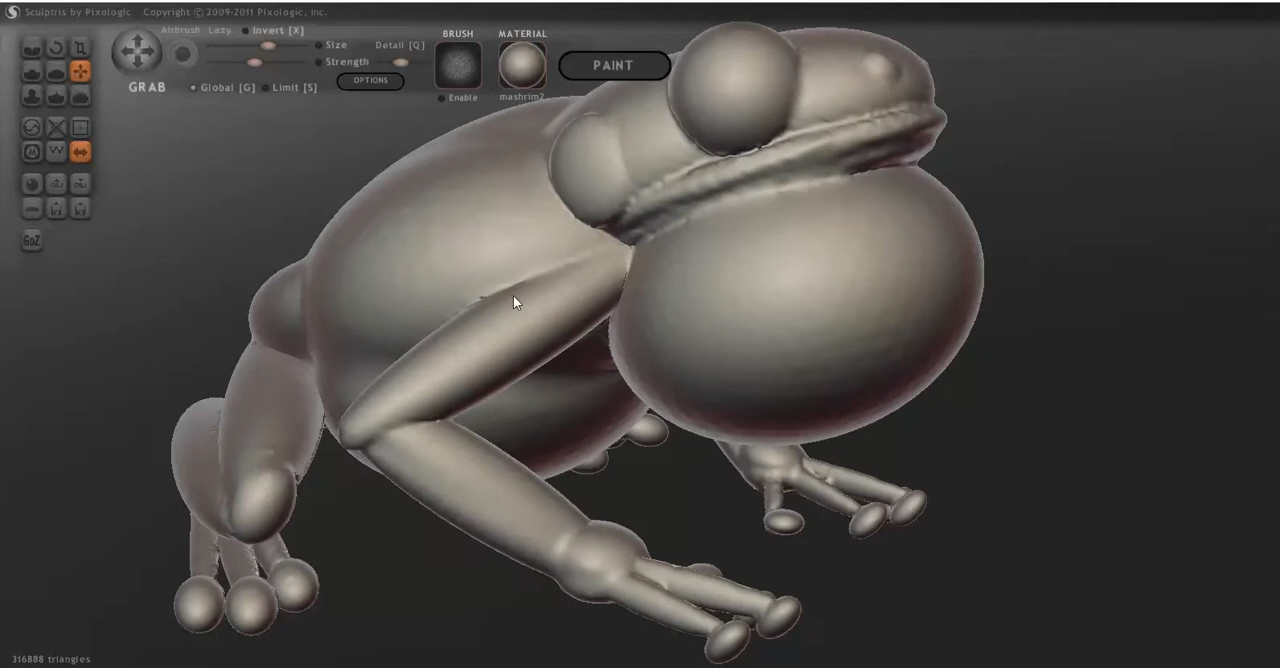 Sculptris by Pixologic   Copyright © 2009-2011 Pixologic, Inc.
Airbrush Lazy. Invert [X]
BRUSH
MATERIAL
Size
Detail [Q]
Strength
PAINT
OPTIONS
GRAB
Global [G] Limit [S]
Enable
mashrim2
GoZ
316888 triangles